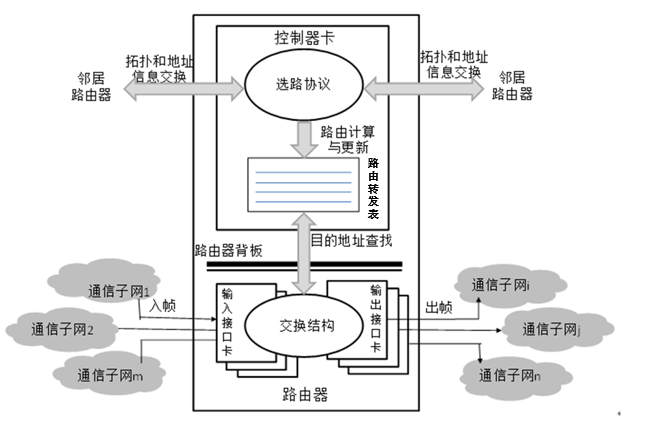 控制器卡
拓扑和地址
信息交换
邻居
路由器
选路协议
拓扑和地址
信息交换
邻居
路由器
路由计算
与更新
路由转发表
目的地址查找
路由器背板
通信子网1
入帧
通信子网2
通信子网m
输入接口卡
交换结构
输出接口卡
出帧
通信子网i
通信子网j
通信子网n
路由器